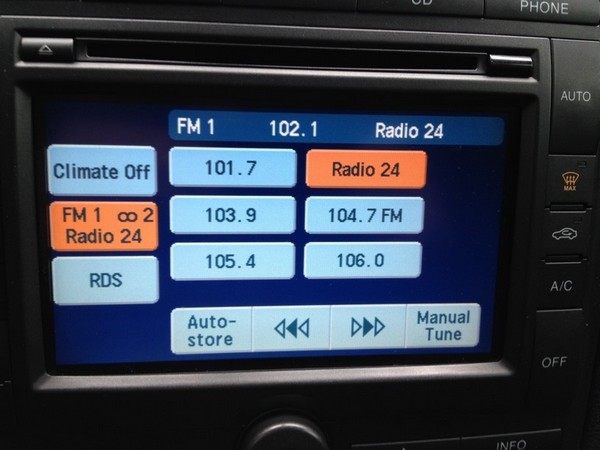 CD
PHONE
FM 1 102.1 Radio 24
Climate Off
101.7
Radio 24
FM 1 ∞ 2
Radio 24
103.9
104.7 FM
RDS
105.4
106.0
Auto-
store
Manual
Tune
AUTO
MAX
A/C
OFF
INFO